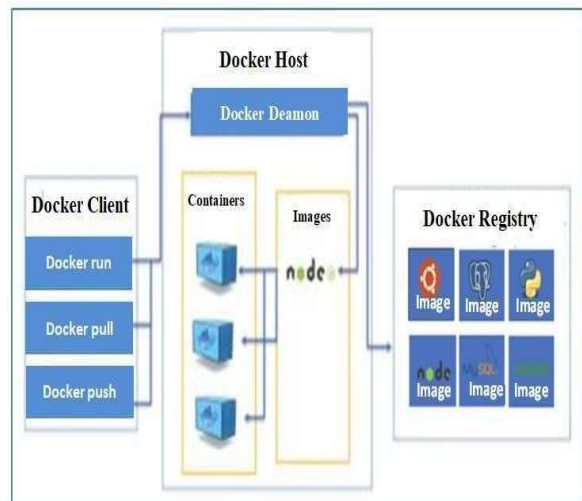 Docker Host
Docker Deamon
Docker Client
Docker run
Docker pull
Docker push
Containers
Images
node
Docker Registry
Image
Image
Image
node
Image
MySQL
Image
Image